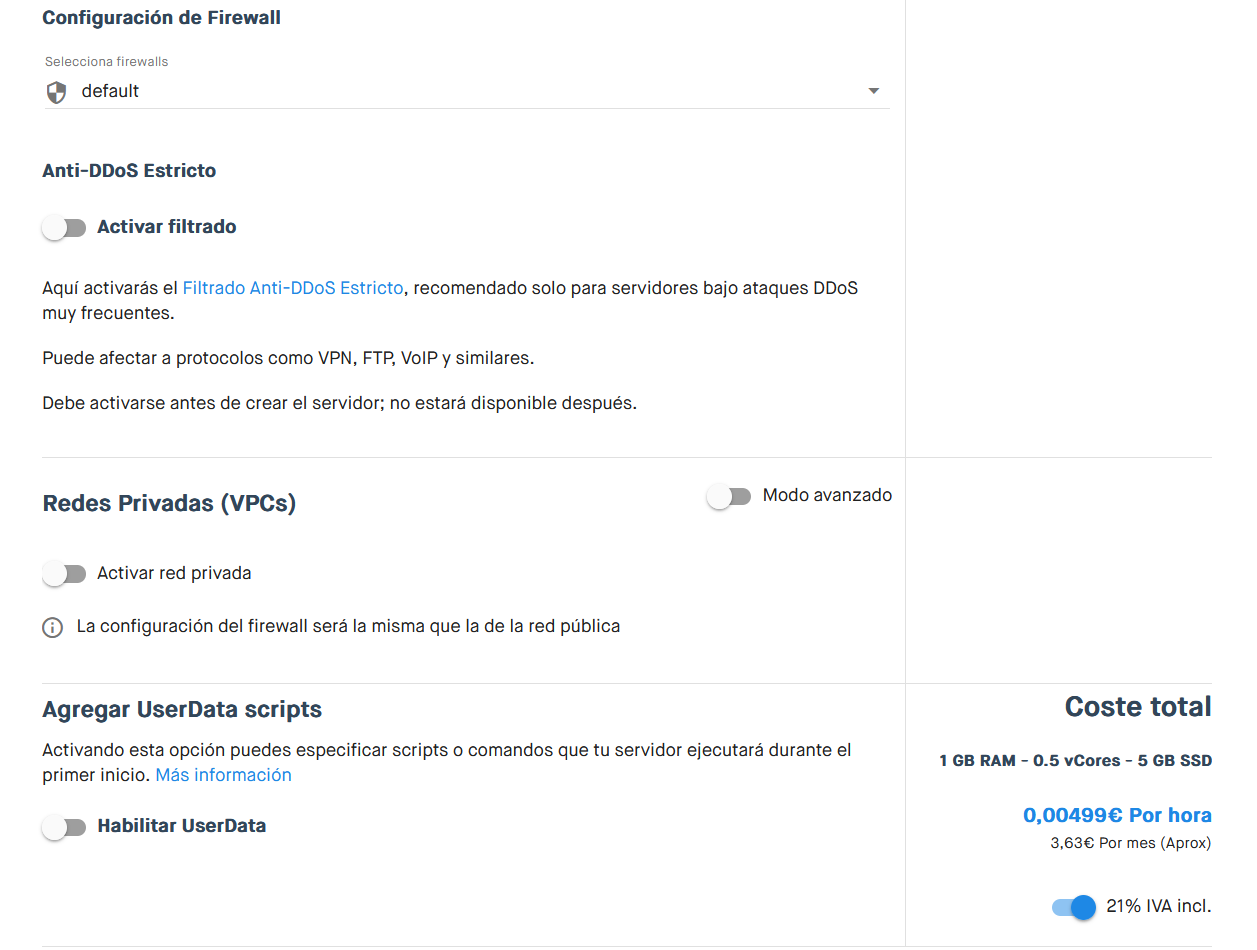 Configuración de Firewall
Selecciona firewalls
default
Anti-DDoS Estricto
Activar filtrado
Aquí activarás el Filtrado Anti-DDoS Estricto, recomendado solo para servidores bajo ataques DDoS
muy frecuentes.
Puede afectar a protocolos como VPN, FTP, VoIP y similares.
Debe activarse antes de crear el servidor; no estará disponible después.
Redes Privadas (VPCs)
Modo avanzado
Activar red privada
La configuración del firewall será la misma que la de la red pública
Agregar UserData scripts
Activando esta opción puedes especificar scripts o comandos que tu servidor ejecutará durante el
primer inicio. Más información
Habilitar UserData
Coste total
1 GB RAM - 0.5 vCores - 5 GB SSD
0,00499€ Por hora
3,63€ Por mes (Aprox)
21% IVA incl.